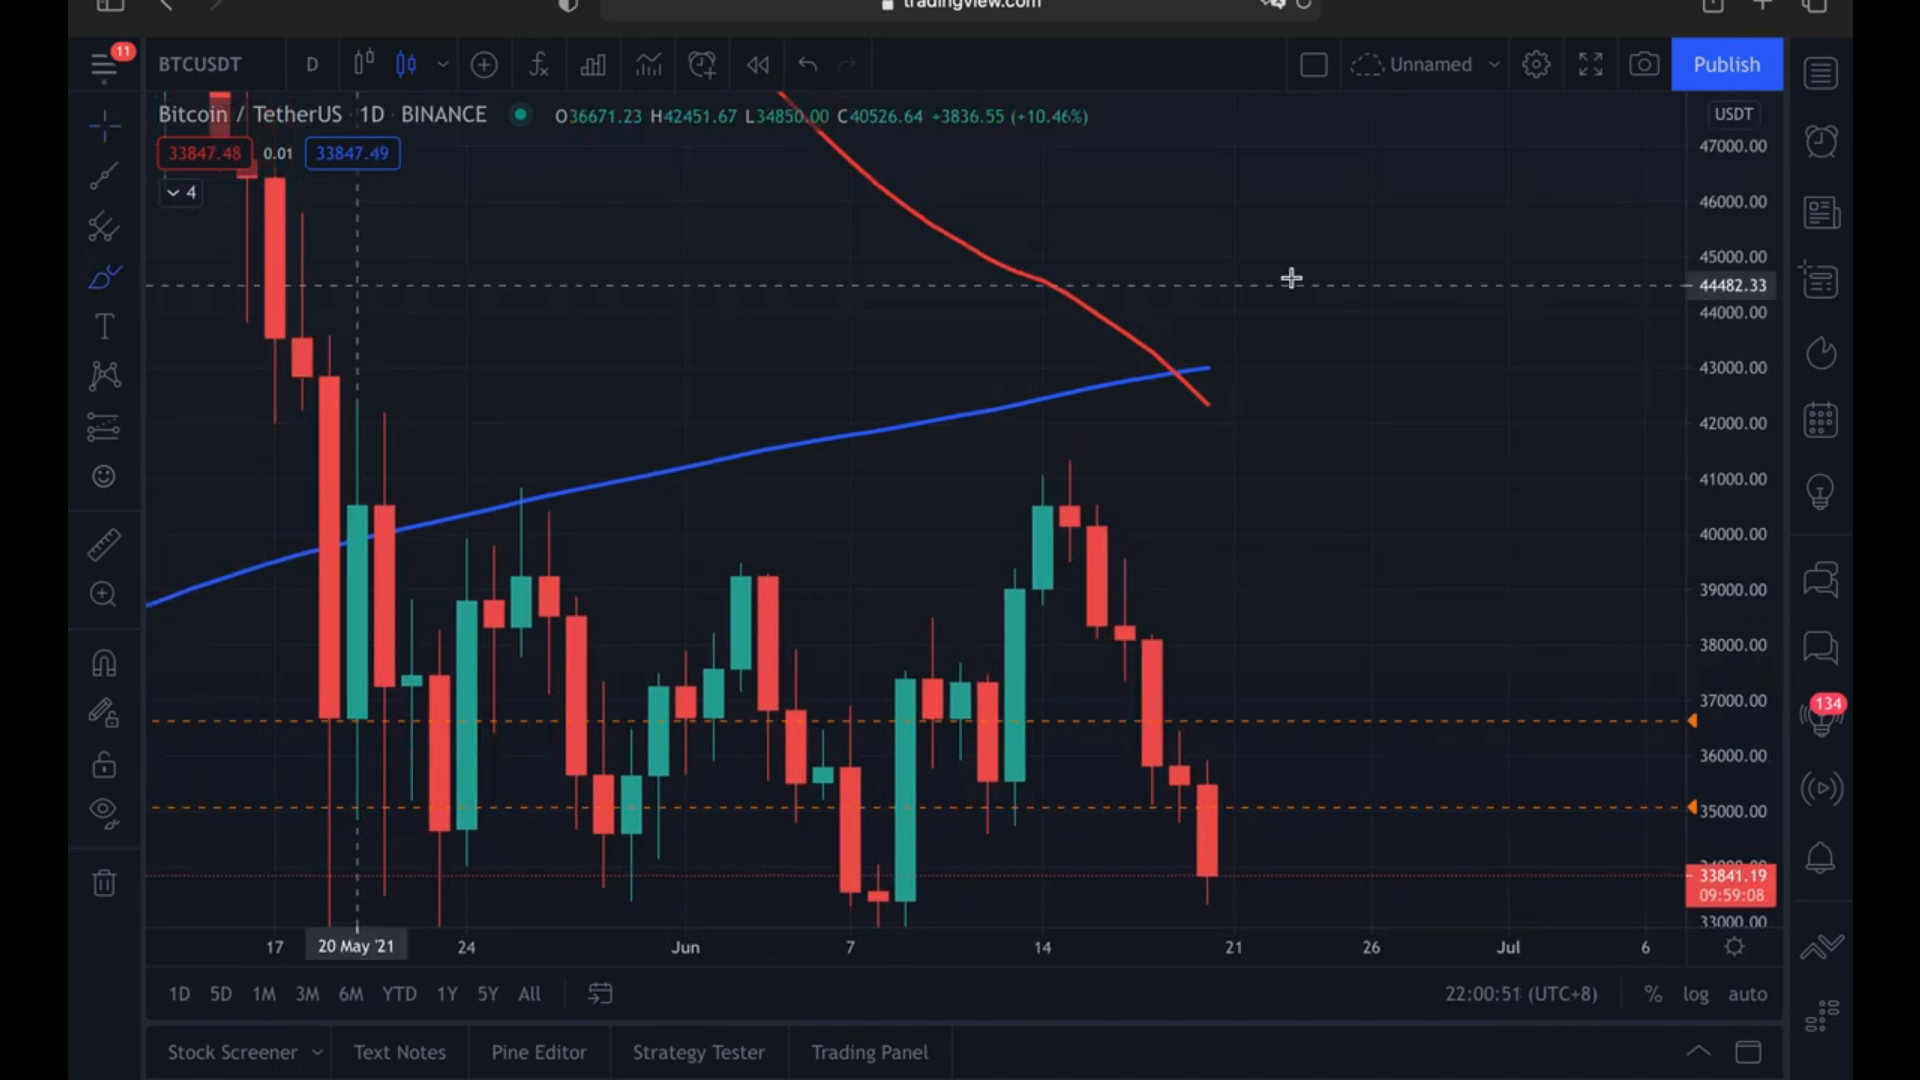 tradingview.com
11
BTCUSDT D
fx
Unnamed
Publish
Bitcoin / TetherUS 1D BINANCE O36671.23 H42451.67 L34850.00 C40526.64 +3836.55 (+10.46%)
USDT
33847.48 0.01 33847.49
4
47000.00
46000.00
45000.00
44482.33
44000.00
43000.00
42000.00
41000.00
40000.00
39000.00
38000.00
37000.00
36000.00
35000.00
34000.00
33841.19
09:59:08
33000.00
T
134
17 20 May '21 24 Jun 7 14 21 26 Jul 6
1D 5D 1M 3M 6M YTD 1Y 5Y All
22:00:51 (UTC+8) % log auto
Stock Screener Text Notes Pine Editor Strategy Tester Trading Panel